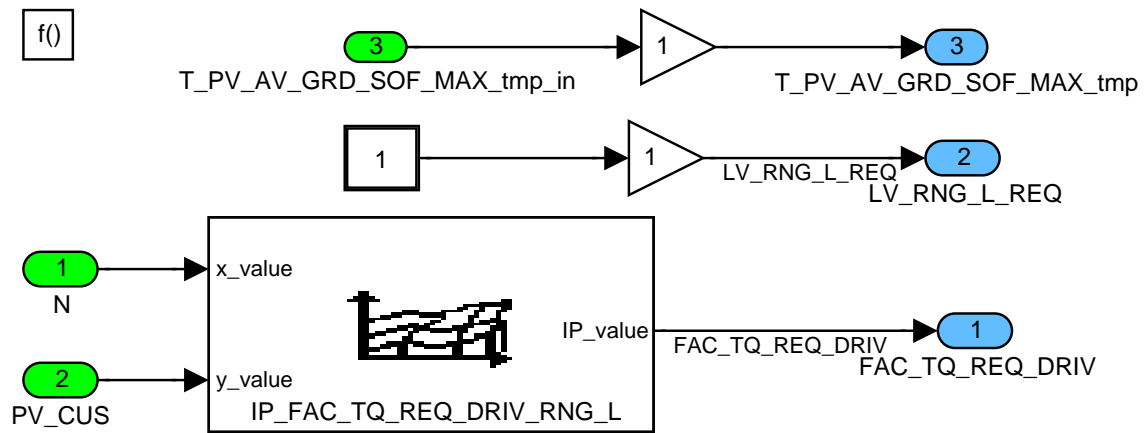 f()
3
1
3
T_PV_AV_GRD_SOF_MAX_tmp_in
T_PV_AV_GRD_SOF_MAX_tmp
1
1
LV_RNG_L_REQ
2
LV_RNG_L_REQ
1
N
x_value
IP_value
FAC_TQ_REQ_DRIV
1
FAC_TQ_REQ_DRIV
2
PV_CUS
y_value
IP_FAC_TQ_REQ_DRIV_RNG_L